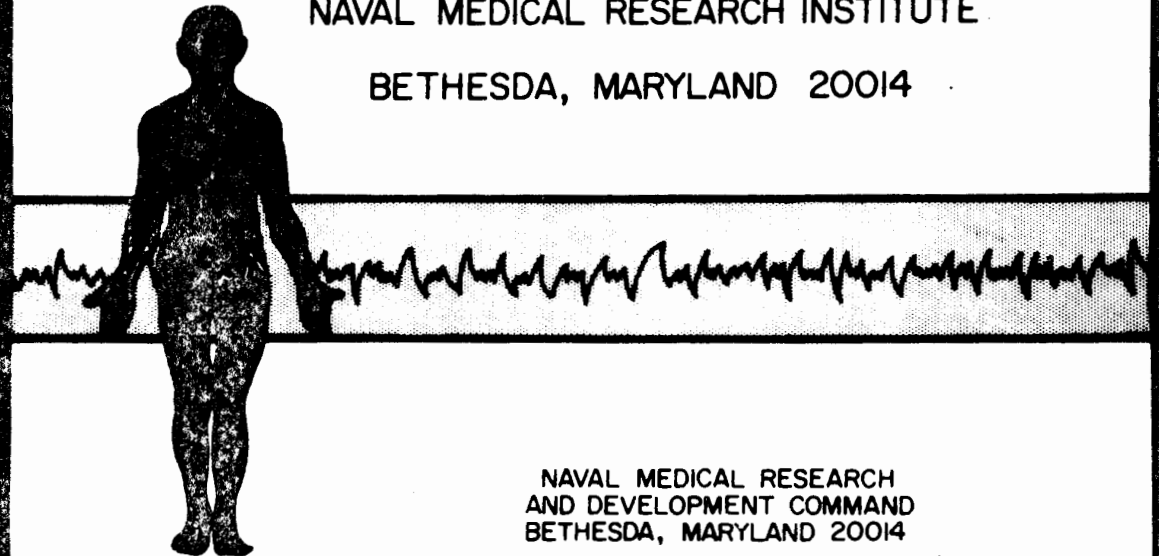 NAVAL MEDICAL RESEARCH INSTITUTE
BETHESDA, MARYLAND 20014
NAVAL MEDICAL RESEARCH
AND DEVELOPMENT COMMAND
BETHESDA, MARYLAND 20014